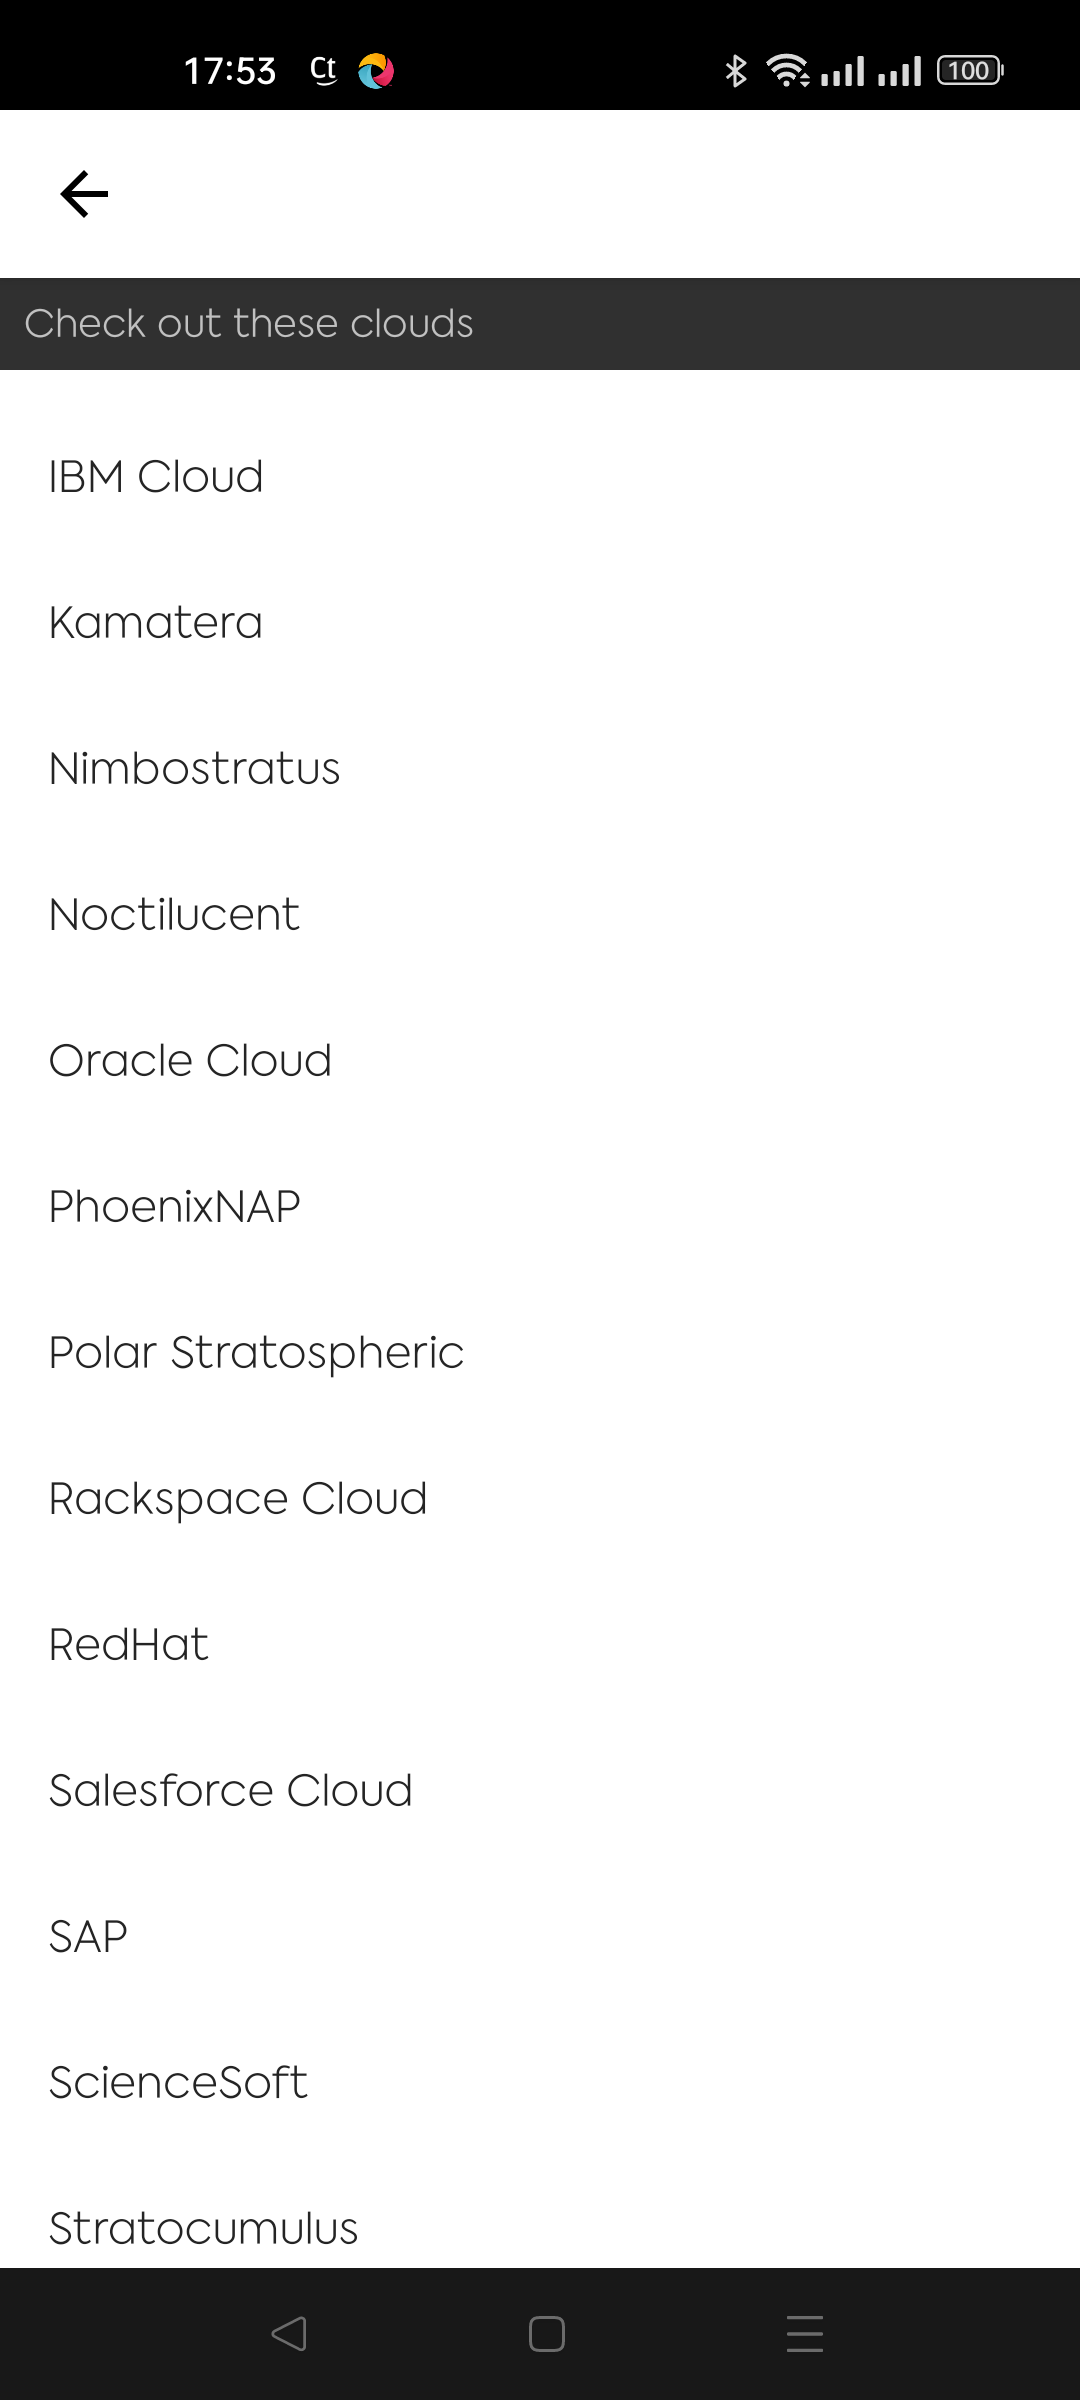 17:53 Ct 100
Check out these clouds
IBM Cloud
Kamatera
Nimbostratus
Noctilucent
Oracle Cloud
PhoenixNAP
Polar Stratospheric
Rackspace Cloud
RedHat
Salesforce Cloud
SAP
ScienceSoft
Stratocumulus